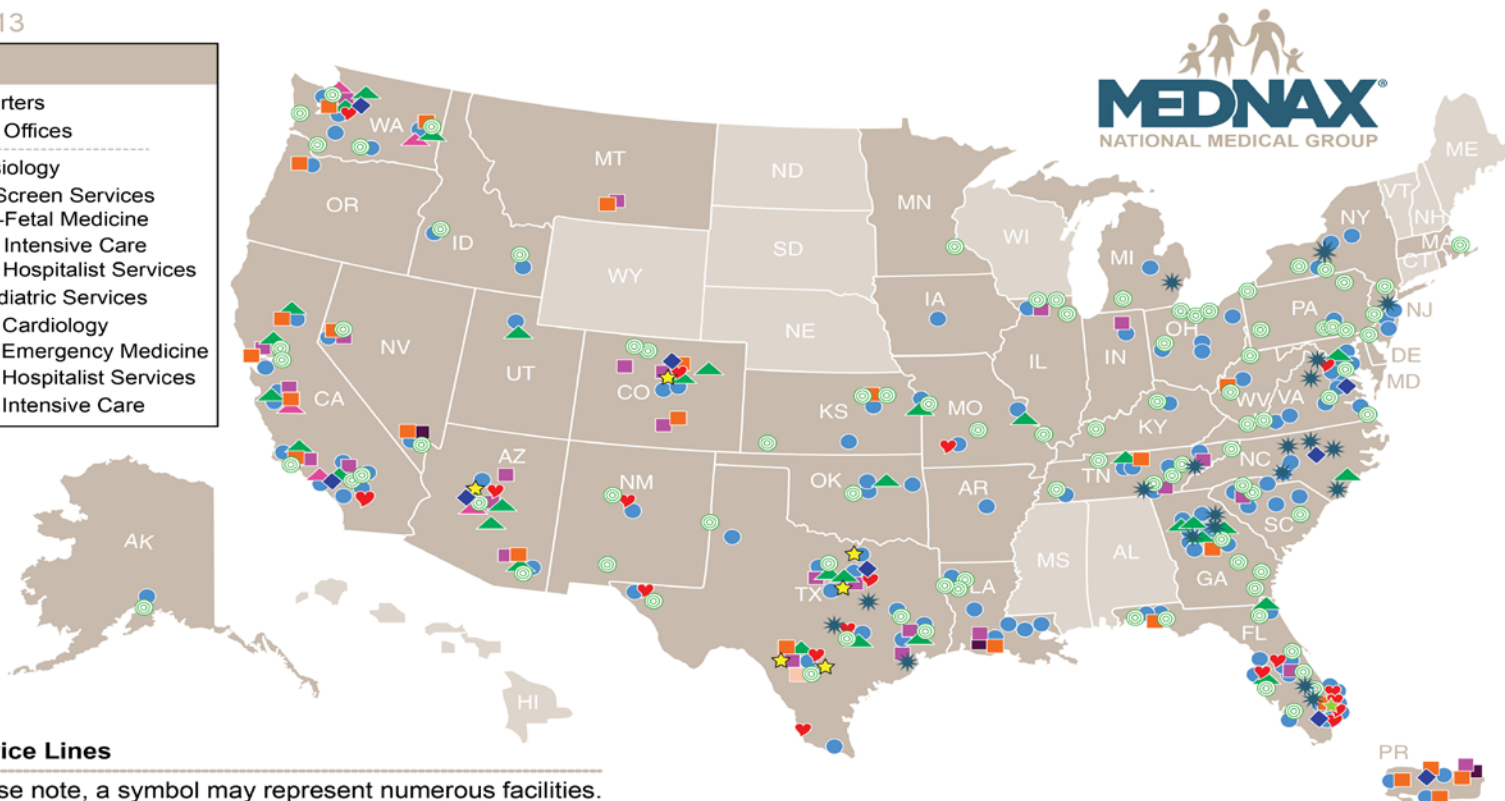 13
rters
Offices
siology
Screen Services
-Fetal Medicine
Intensive Care
Hospitalist Services
diatric Services
Cardiology
Emergency Medicine
Hospitalist Services
Intensive Care
MEDNAX®
NATIONAL MEDICAL GROUP
WA
MT
ND
MN
ME
VT
NH
NY
MA
CT
OR
ID
SD
WI
MI
WY
IA
NE
PA
NJ
OH
NV
UT
IL
IN
DE
MD
CO
CA
KS
MO
WV
VA
KY
AZ
NM
OK
AR
TN
NC
SC
AK
MS
AL
GA
TX
LA
FL
HI
PR
ice Lines
se note, a symbol may represent numerous facilities.